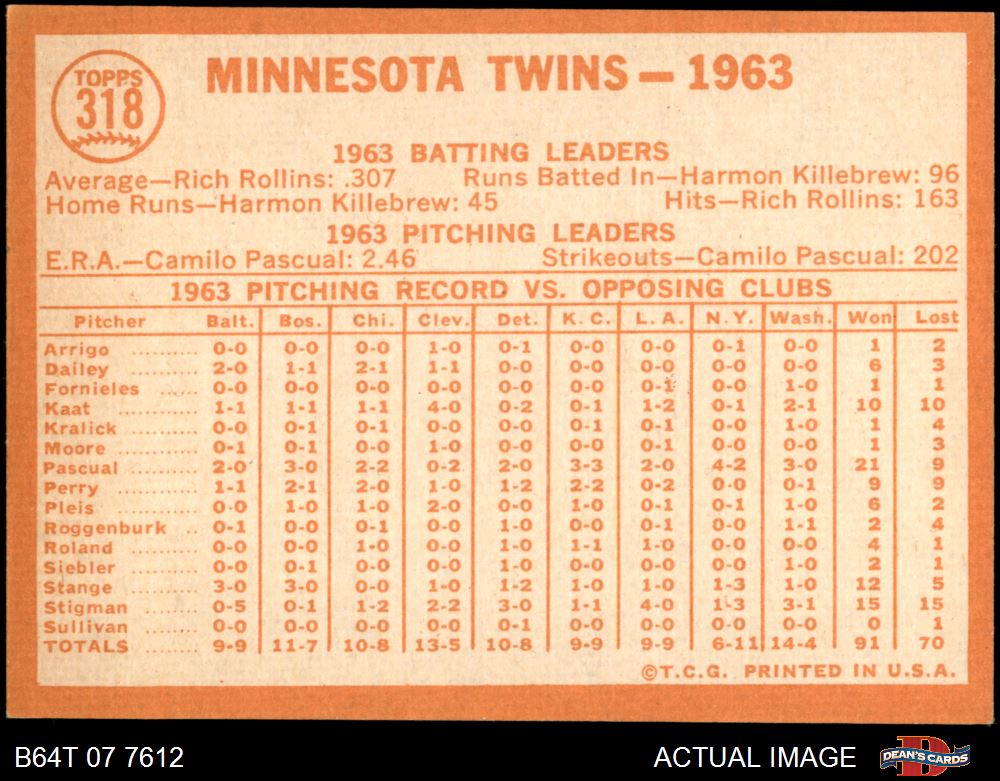 TOPPS
318
MINNESOTA TWINS — 1963
1963 BATTING LEADERS
Average—Rich Rollins: .307 Runs Batted In—Harmon Killebrew: 96
Home Runs—Harmon Killebrew: 45 Hits—Rich Rollins: 163
1963 PITCHING LEADERS
E.R.A.—Camilo Pascual: 2.46 Strikeouts—Camilo Pascual: 202
1963 PITCHING RECORD VS. OPPOSING CLUBS
Pitcher Balt. Bos. Chi. Clev. Det. K. C. L. A. N. Y. Wash. Won Lost
Arrigo .......... 0-0 0-0 0-0 1-0 0-1 0-0 0-0 0-1 0-0 1 2
Dailey .......... 2-0 1-1 2-1 1-1 0-0 0-0 0-0 0-0 0-0 6 3
Fornieles ...... 0-0 0-0 0-0 0-0 0-0 0-0 0-1 0-0 1-0 1 1
Kaat ............ 1-1 1-1 1-1 4-0 0-2 0-1 1-2 0-1 2-1 10 10
Kralick .......... 0-0 0-1 0-1 0-0 0-0 0-1 0-0 0-1 1-0 1 4
Moore .......... 0-1 0-1 0-0 1-0 0-0 0-0 0-1 0-0 0-0 1 3
Pascual .......... 2-0 3-0 2-2 0-2 2-0 3-3 2-0 4-2 3-0 21 9
Perry ............ 1-1 2-1 2-0 1-0 1-2 2-2 0-2 0-0 0-1 9 9
Pleis ............ 0-0 1-0 1-0 2-0 0-0 1-0 0-1 0-1 1-0 6 2
Roggenburk .. 0-1 0-0 0-1 0-0 1-0 0-0 0-1 0-0 1-1 2 4
Roland .......... 0-0 0-0 1-0 0-0 1-0 1-1 1-0 0-0 0-0 4 1
Siebler .......... 0-0 0-1 0-0 0-0 1-0 0-0 0-0 0-0 1-0 2 1
Stange .......... 3-0 3-0 0-0 1-0 1-2 1-0 1-0 1-3 1-0 12 5
Stigman ........ 0-5 0-1 1-2 2-2 3-0 1-1 4-0 1-3 3-1 15 15
Sullivan ........ 0-0 0-0 0-0 0-0 0-1 0-0 0-0 0-0 0-0 0 1
TOTALS ........ 9-9 11-7 10-8 13-5 10-8 9-9 9-9 6-11 14-4 91 70
©T.C.G. PRINTED IN U.S.A.
B64T 07 7612 ACTUAL IMAGE DEAN'S CARDS